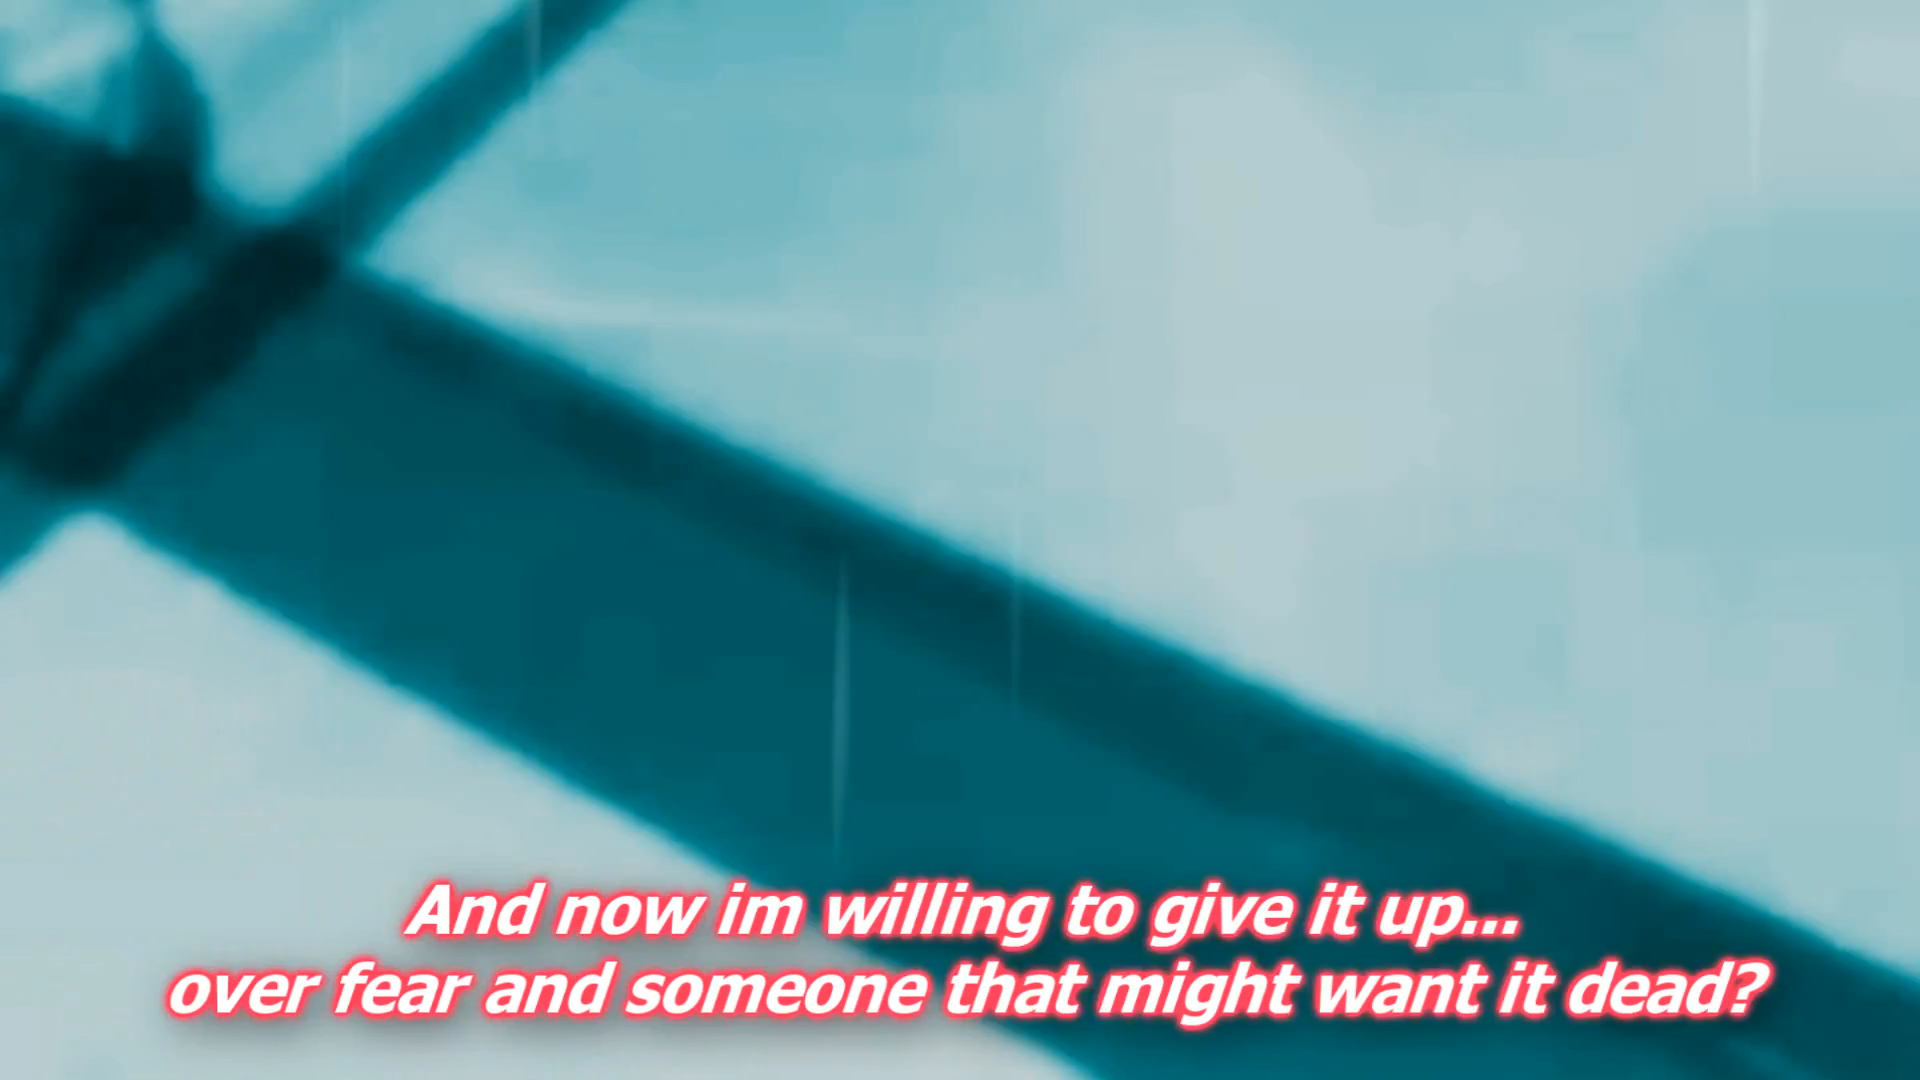 And now im willing to give it up...
over fear and someone that might want it dead?